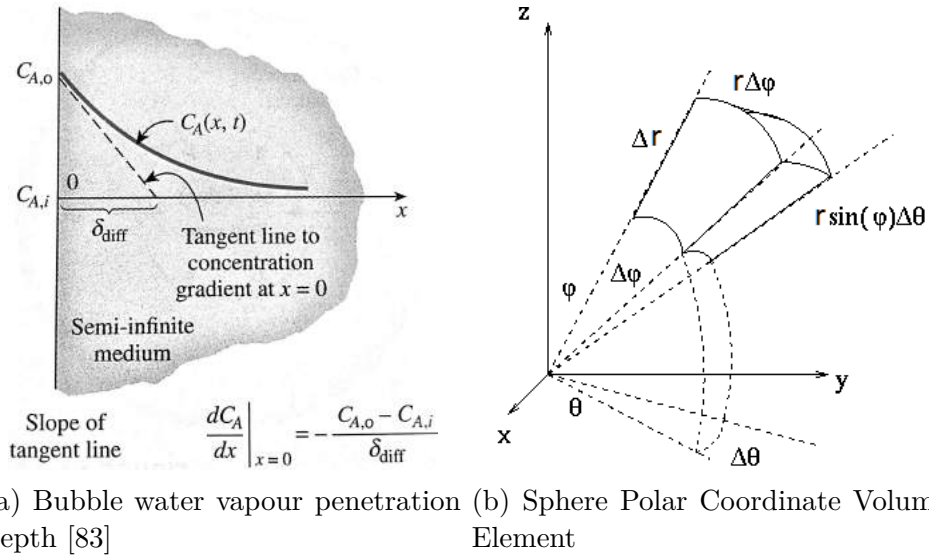 C_{A,o}
C_A(x, t)
0
C_{A,i}
x
δ_diff
Tangent line to
concentration
gradient at x = 0
Semi-infinite
medium
Slope of
tangent line
dC_A/dx |_{x=0} = − (C_{A,o} − C_{A,i})/δ_diff
z
rΔφ
Δr
r sin(φ)Δθ
Δφ
φ
y
θ
x
Δθ
a) Bubble water vapour penetration
epth [83]
(b) Sphere Polar Coordinate Volum
Element